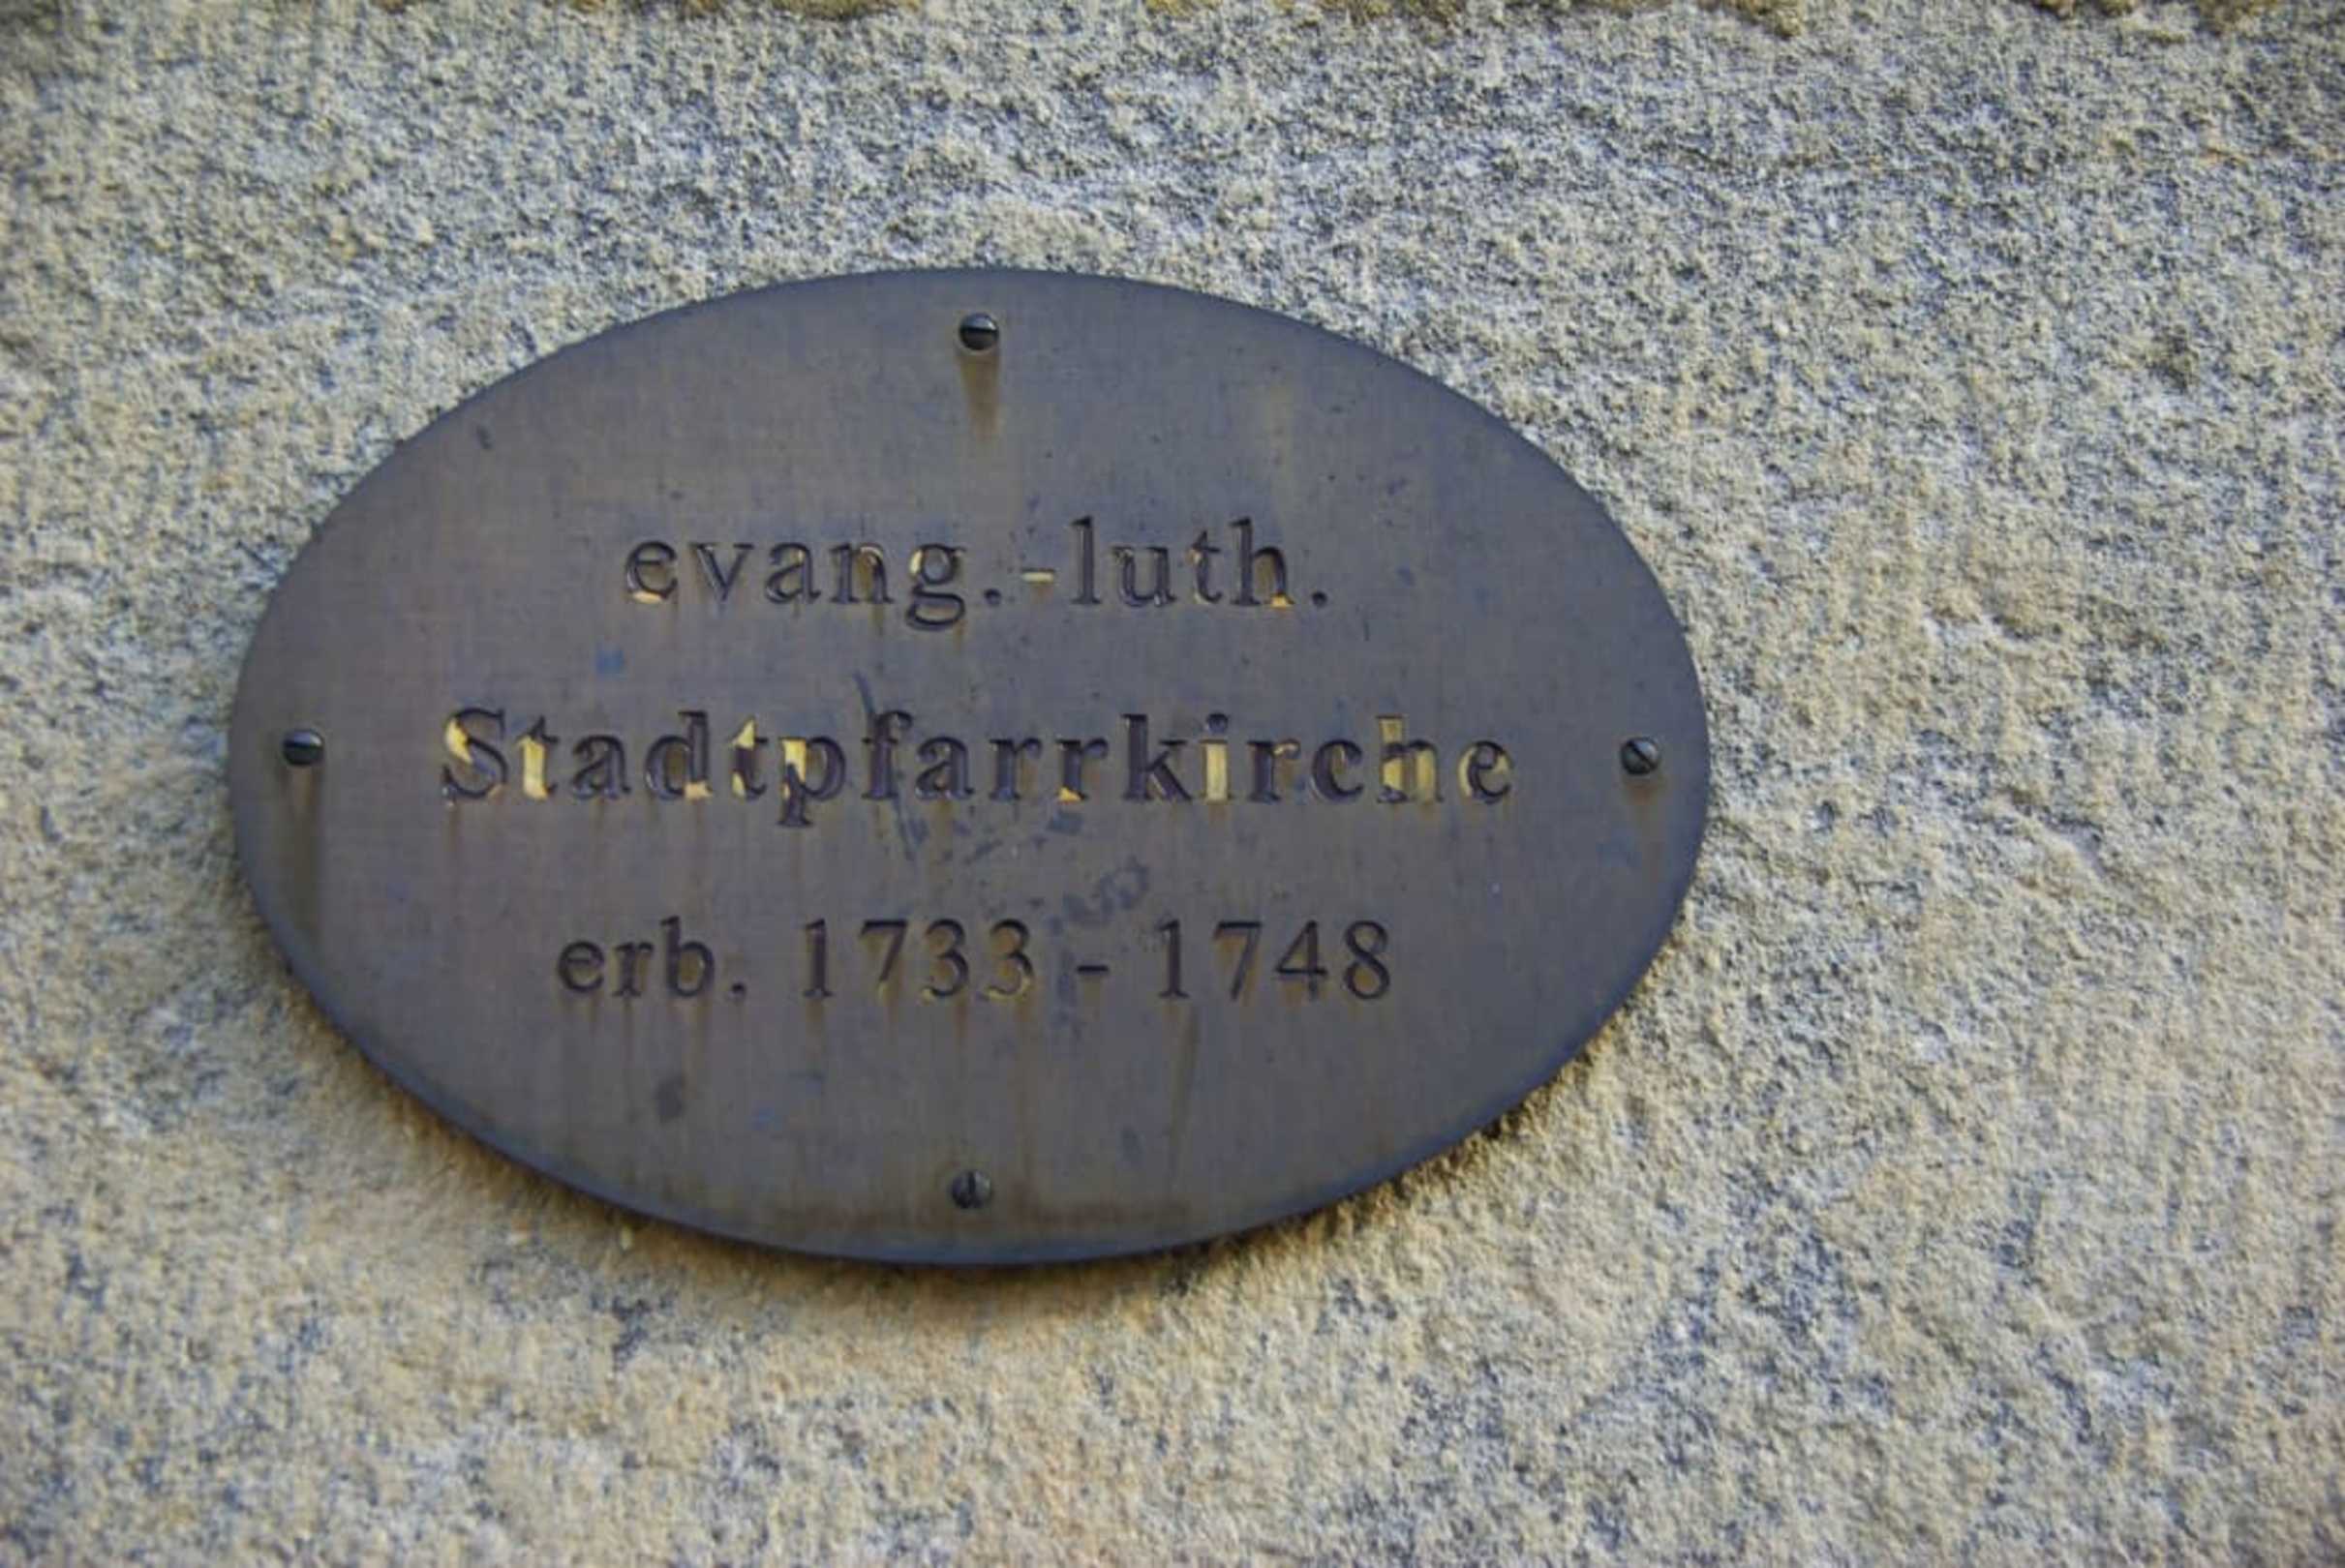 evang.-luth.
Stadtpfarrkirche
erb. 1733 - 1748